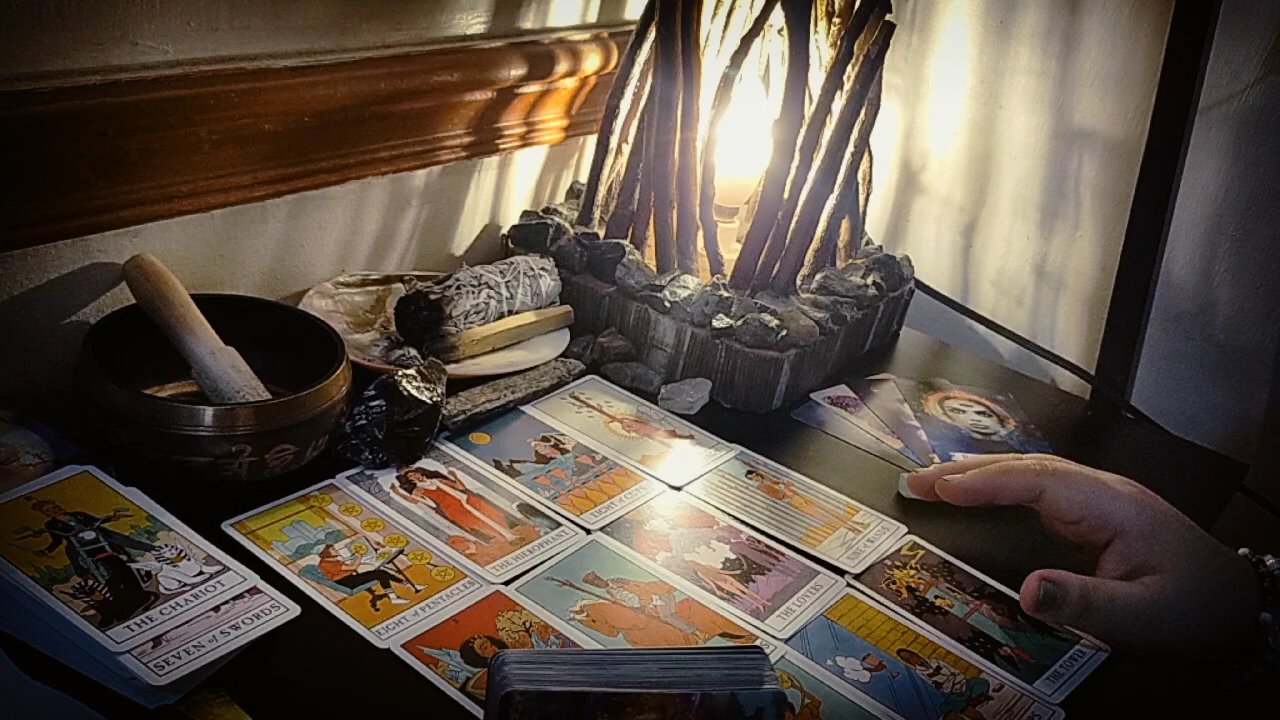 THE CHARIOT
SEVEN of SWORDS
EIGHT of PENTACLES
THE HIEROPHANT
EIGHT of CUPS
THE LOVERS
NINE of WANDS
THE TOWER